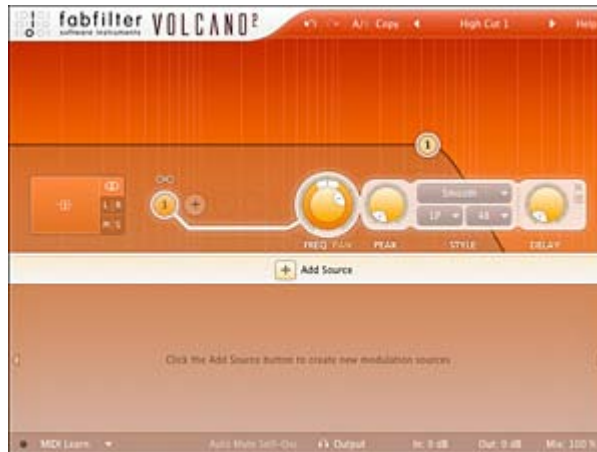 fabfilter VOLCANO 2 A/B Copy High Cut 1 Help
software instruments
1
L R
M S
1 +
Smooth
LP 48
FREQ PAN PEAK STYLE DELAY
+ Add Source
Click the Add Source button to create new modulation sources
MIDI Learn Auto Mute Self-Osc Output In: 0 dB Out: 0 dB Mix: 100 %